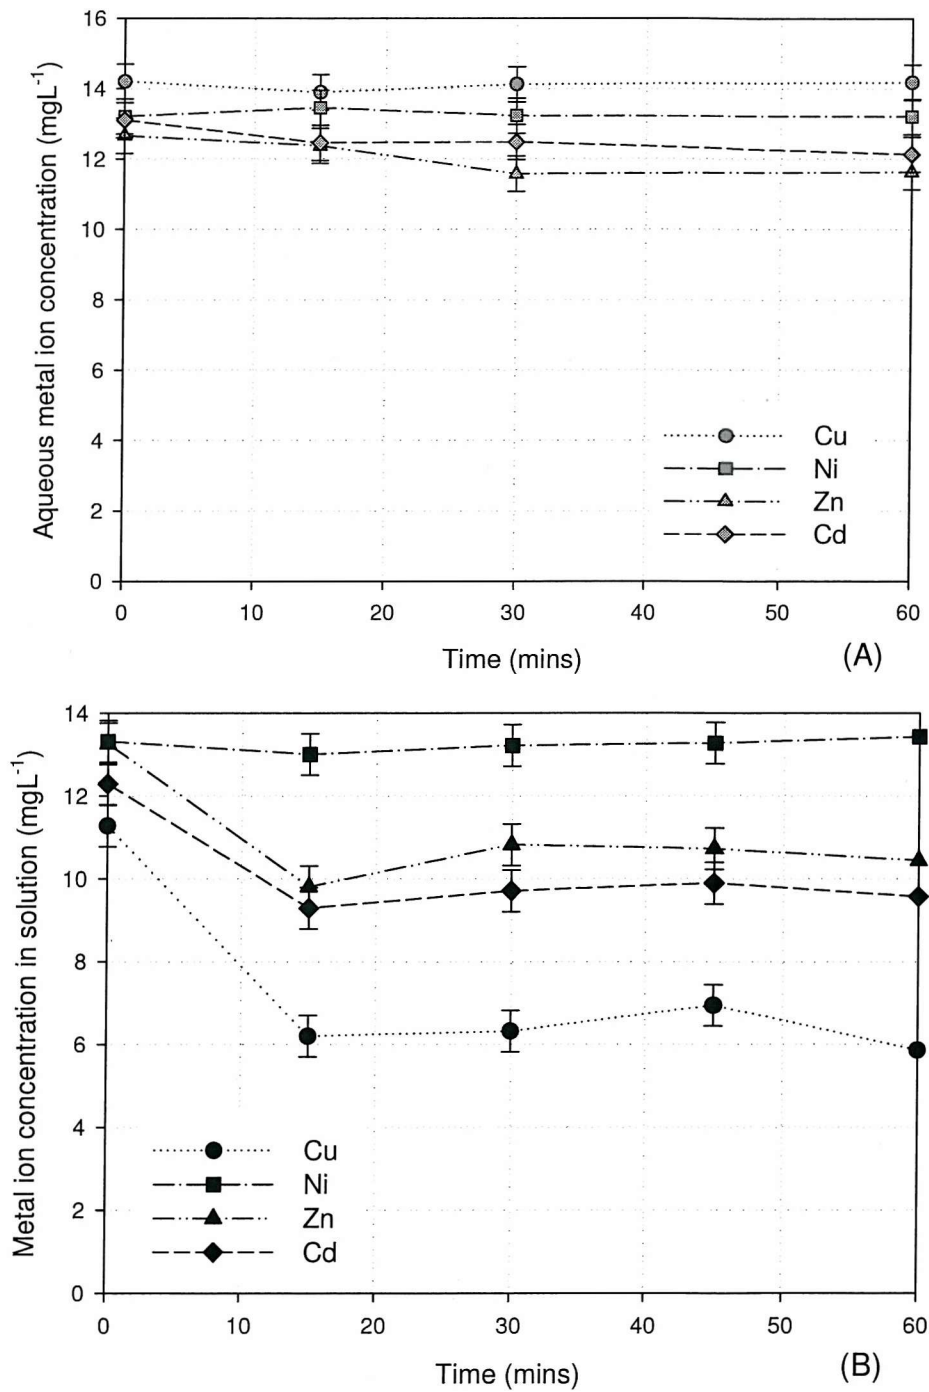 Aqueous metal ion concentration (mgL-1)
16
14
12
10
8
6
4
2
0
Cu
Ni
Zn
Cd
0 10 20 30 40 50 60
Time (mins)
(A)
Metal ion concentration in solution (mgL-1)
14
12
10
8
6
4
2
0
Cu
Ni
Zn
Cd
0 10 20 30 40 50 60
Time (mins)
(B)